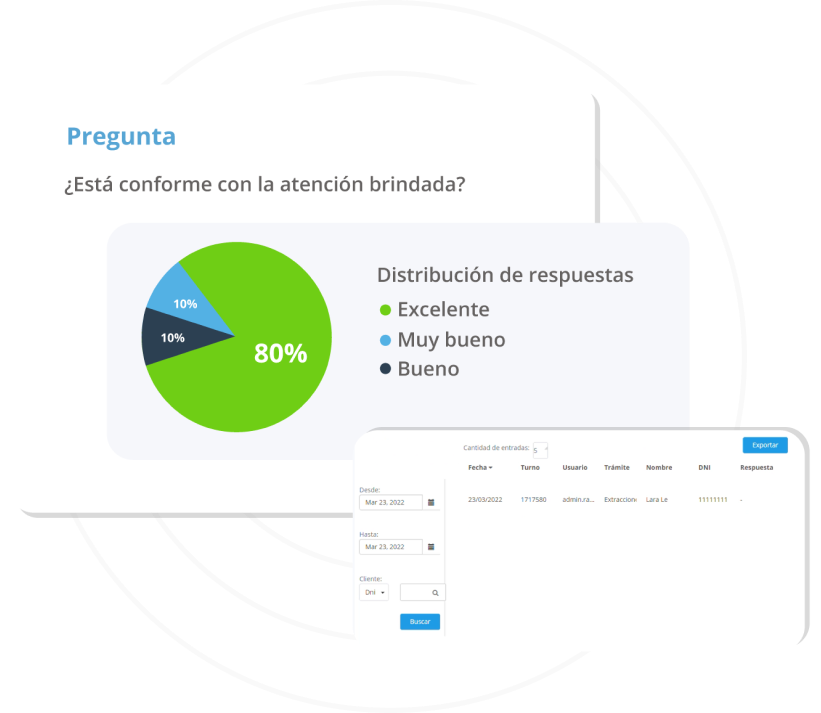 Pregunta
¿Está conforme con la atención brindada?
10%
10%
80%
Distribución de respuestas
Excelente
Muy bueno
Bueno
Cantidad de entradas: 5
Exportar
Fecha Turno Usuario Trámite Nombre DNI Respuesta
23/03/2022 1717580 admin.ra... Extraccione Lara Le 11111111 -
Desde:
Mar 23, 2022
Hasta:
Mar 23, 2022
Cliente:
Dni
Buscar